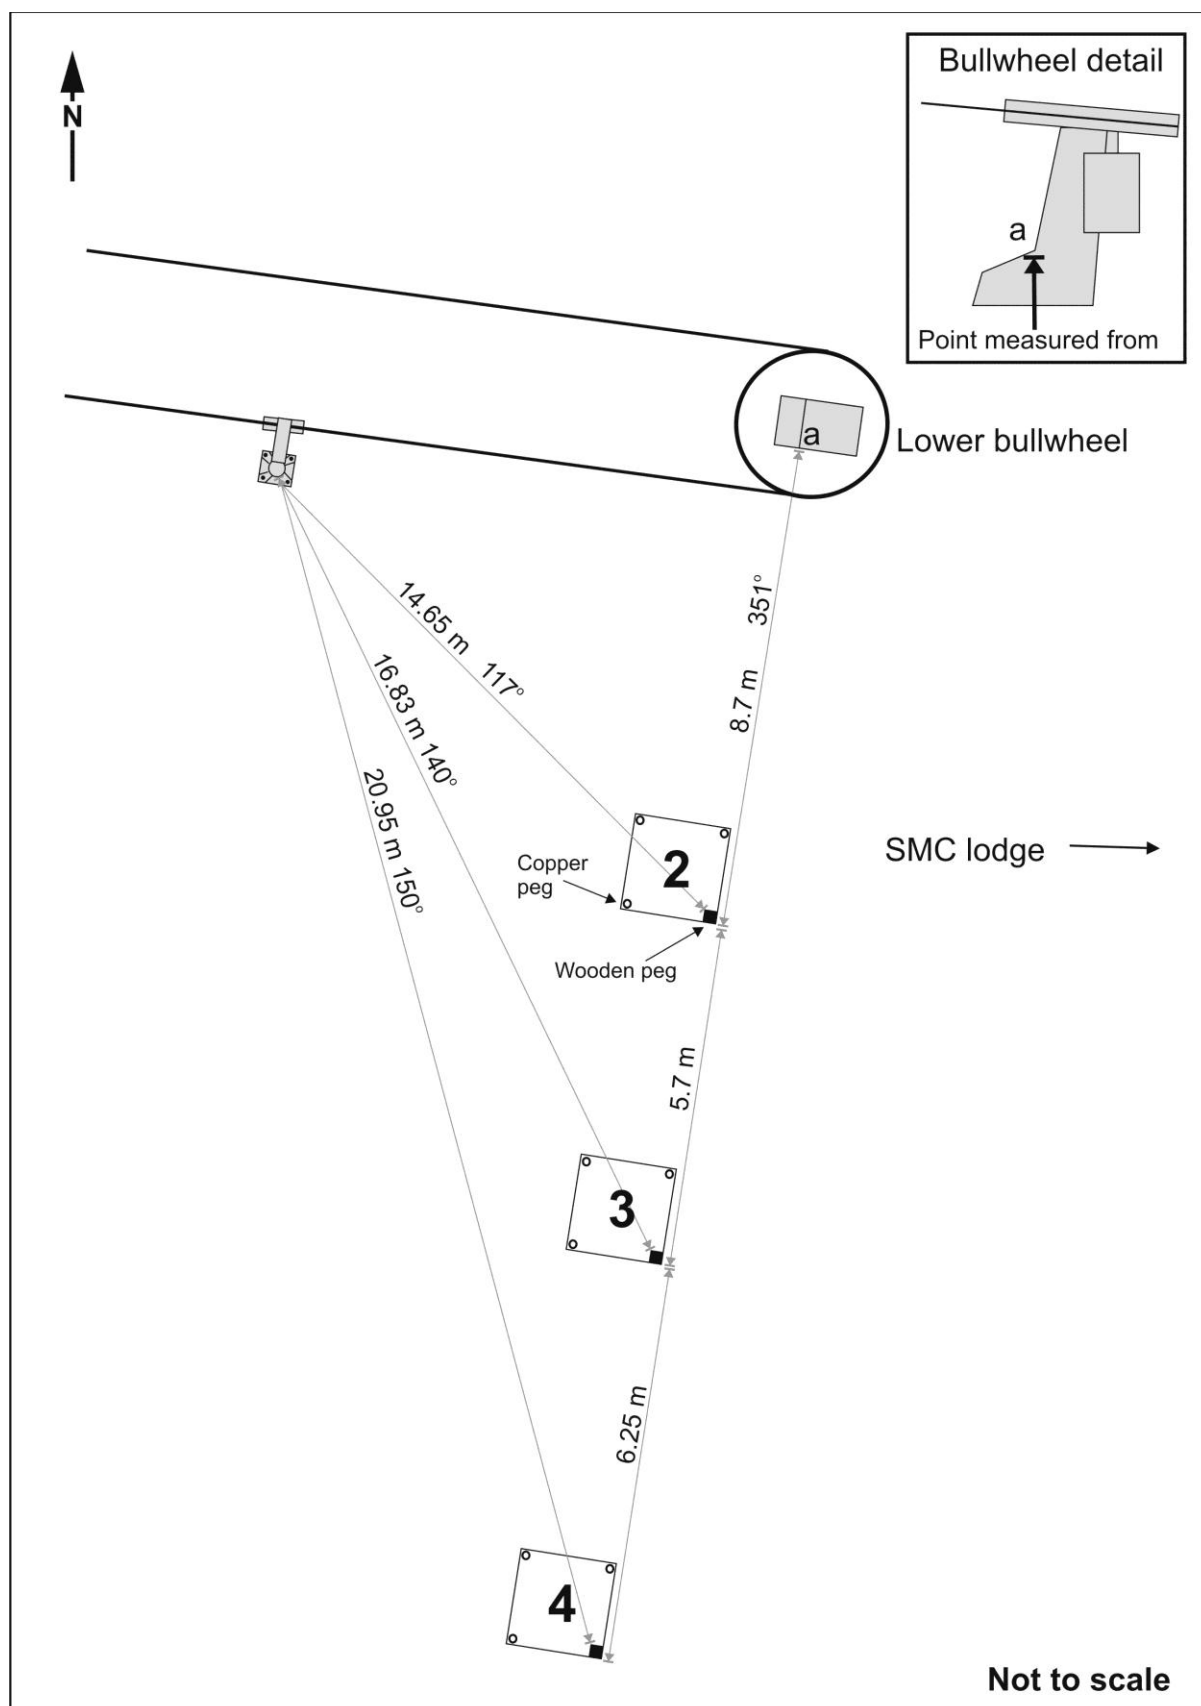 Bullwheel detail
N
a
Point measured from
a
Lower bullwheel
14.65 m 117°
351°
8.7 m
16.83 m 140°
20.95 m 150°
2
SMC lodge
Copper
peg
Wooden peg
5.7 m
3
6.25 m
4
Not to scale